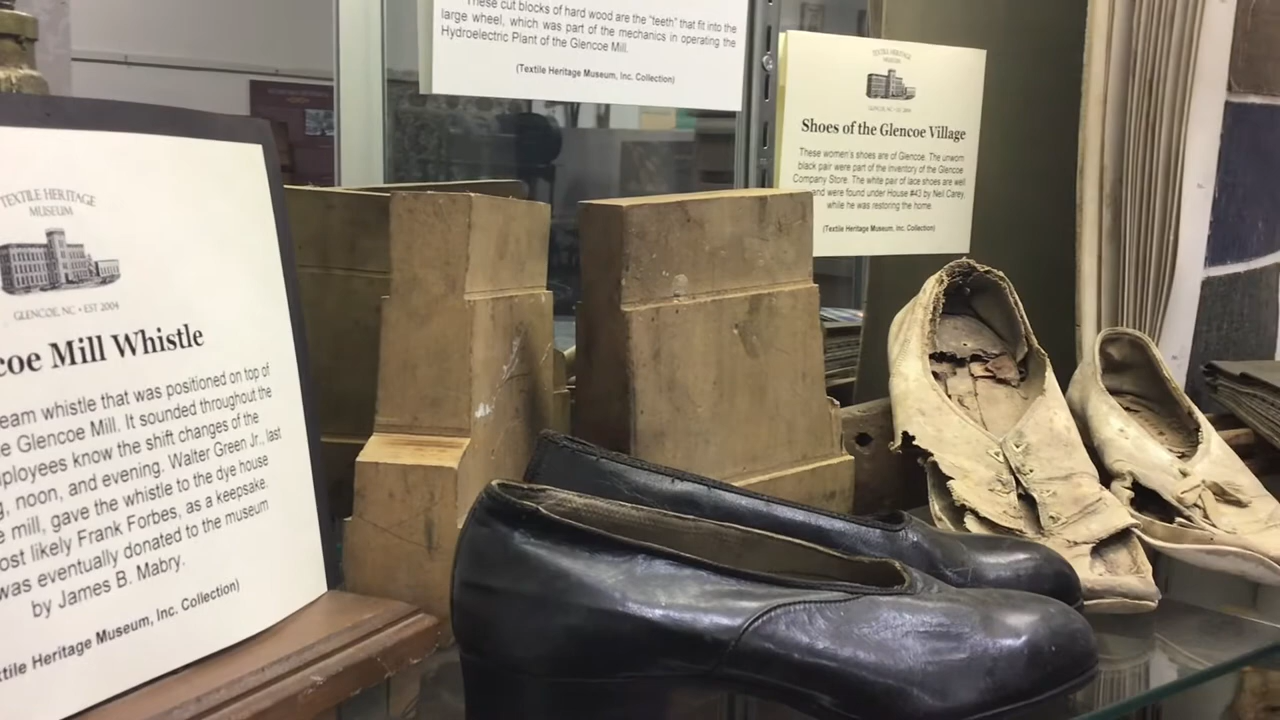 TEXTILE HERITAGE
MUSEUM
GLENCOE, NC • EST 2004
coe Mill Whistle
eam whistle that was positioned on top of
e Glencoe Mill. It sounded throughout the
mployees know the shift changes of the
g, noon, and evening. Walter Green Jr., last
e mill, gave the whistle to the dye house
ost likely Frank Forbes, as a keepsake.
was eventually donated to the museum
by James B. Mabry.
xtile Heritage Museum, Inc. Collection)
These cut blocks of hard wood are the "teeth" that fit into the
large wheel, which was part of the mechanics in operating the
Hydroelectric Plant of the Glencoe Mill.
(Textile Heritage Museum, Inc. Collection)
TEXTILE HERITAGE
MUSEUM
GLENCOE, NC • EST. 2004
Shoes of the Glencoe Village
These women's shoes are of Glencoe. The unworn
black pair were part of the inventory of the Glencoe
Company Store. The white pair of lace shoes are well
and were found under House #43 by Neil Carey,
while he was restoring the home.
(Textile Heritage Museum, Inc. Collection)